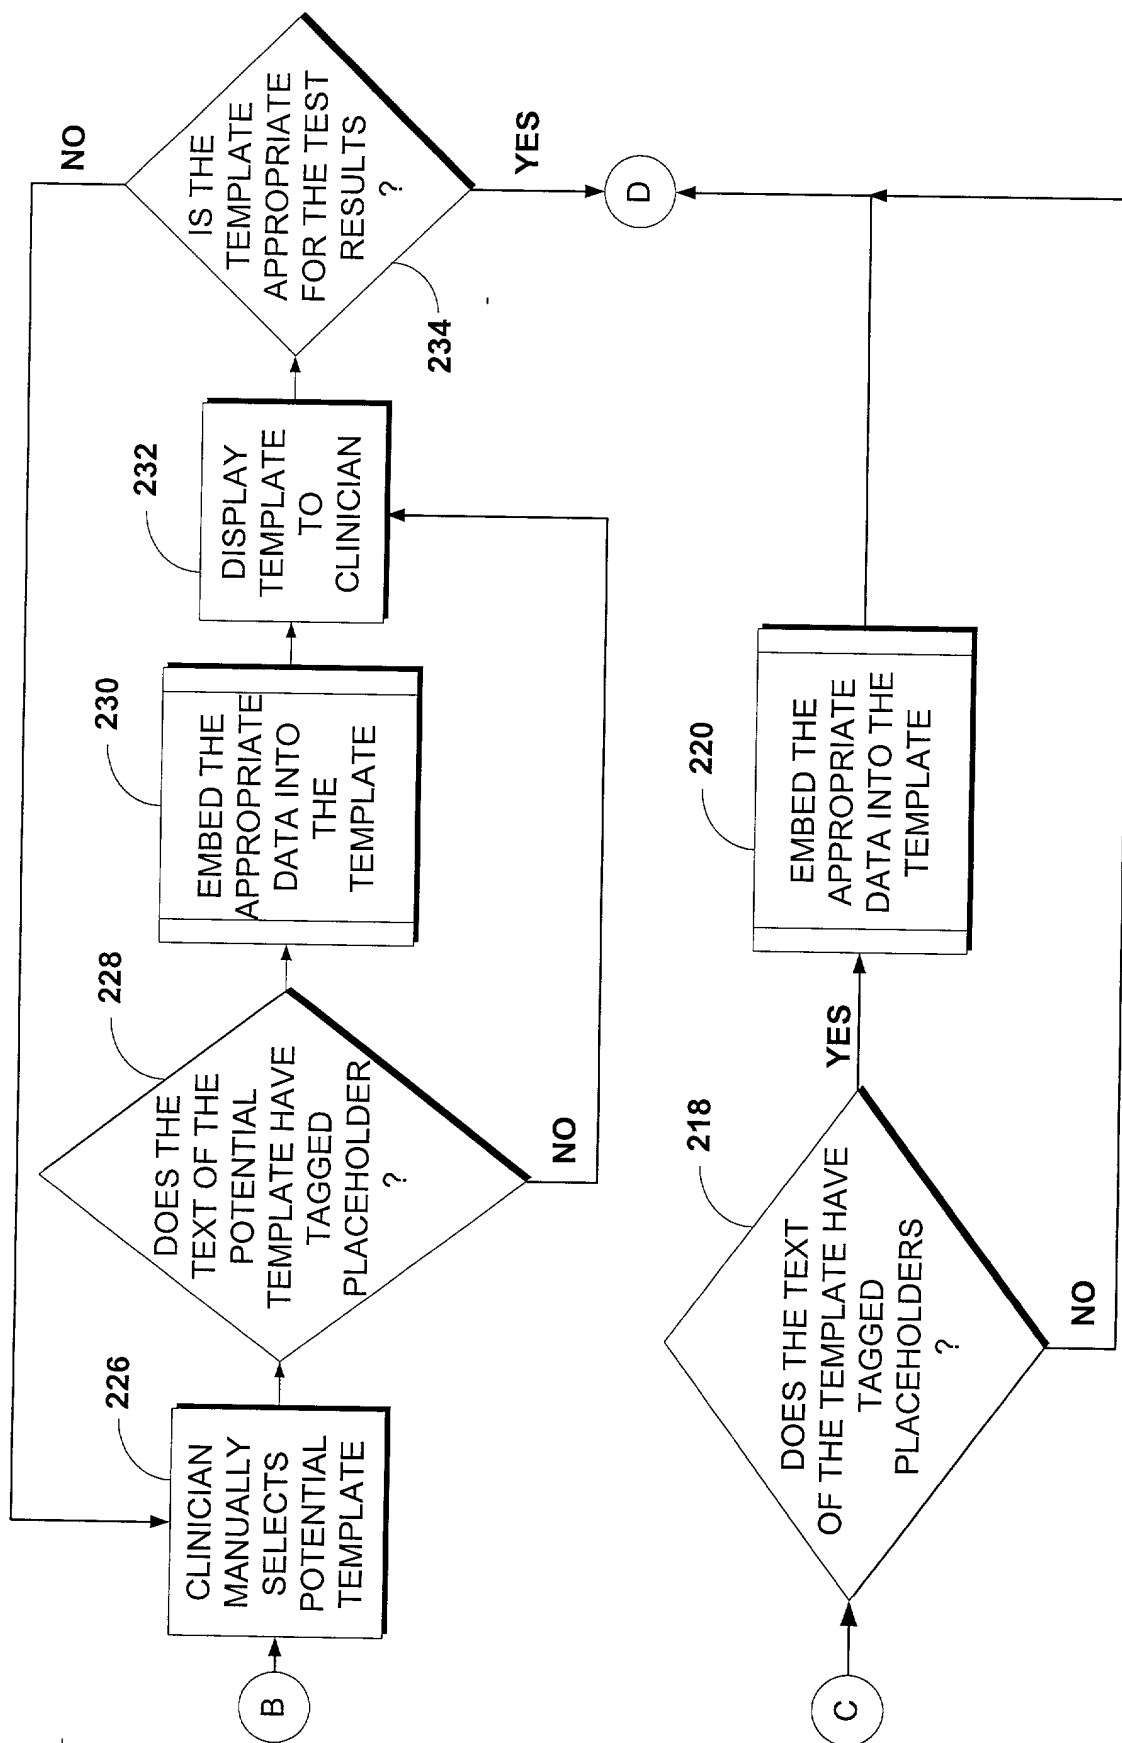 B
226
CLINICIAN
MANUALLY
SELECTS
POTENTIAL
TEMPLATE
228
DOES THE
TEXT OF THE
POTENTIAL
TEMPLATE HAVE
TAGGED
PLACEHOLDER
?
NO
230
EMBED THE
APPROPRIATE
DATA INTO
THE
TEMPLATE
232
DISPLAY
TEMPLATE
TO
CLINICIAN
234
IS THE
TEMPLATE
APPROPRIATE
FOR THE TEST
RESULTS
?
NO
YES
D
C
218
DOES THE TEXT
OF THE TEMPLATE HAVE
TAGGED
PLACEHOLDERS
?
YES
NO
220
EMBED THE
APPROPRIATE
DATA INTO THE
TEMPLATE